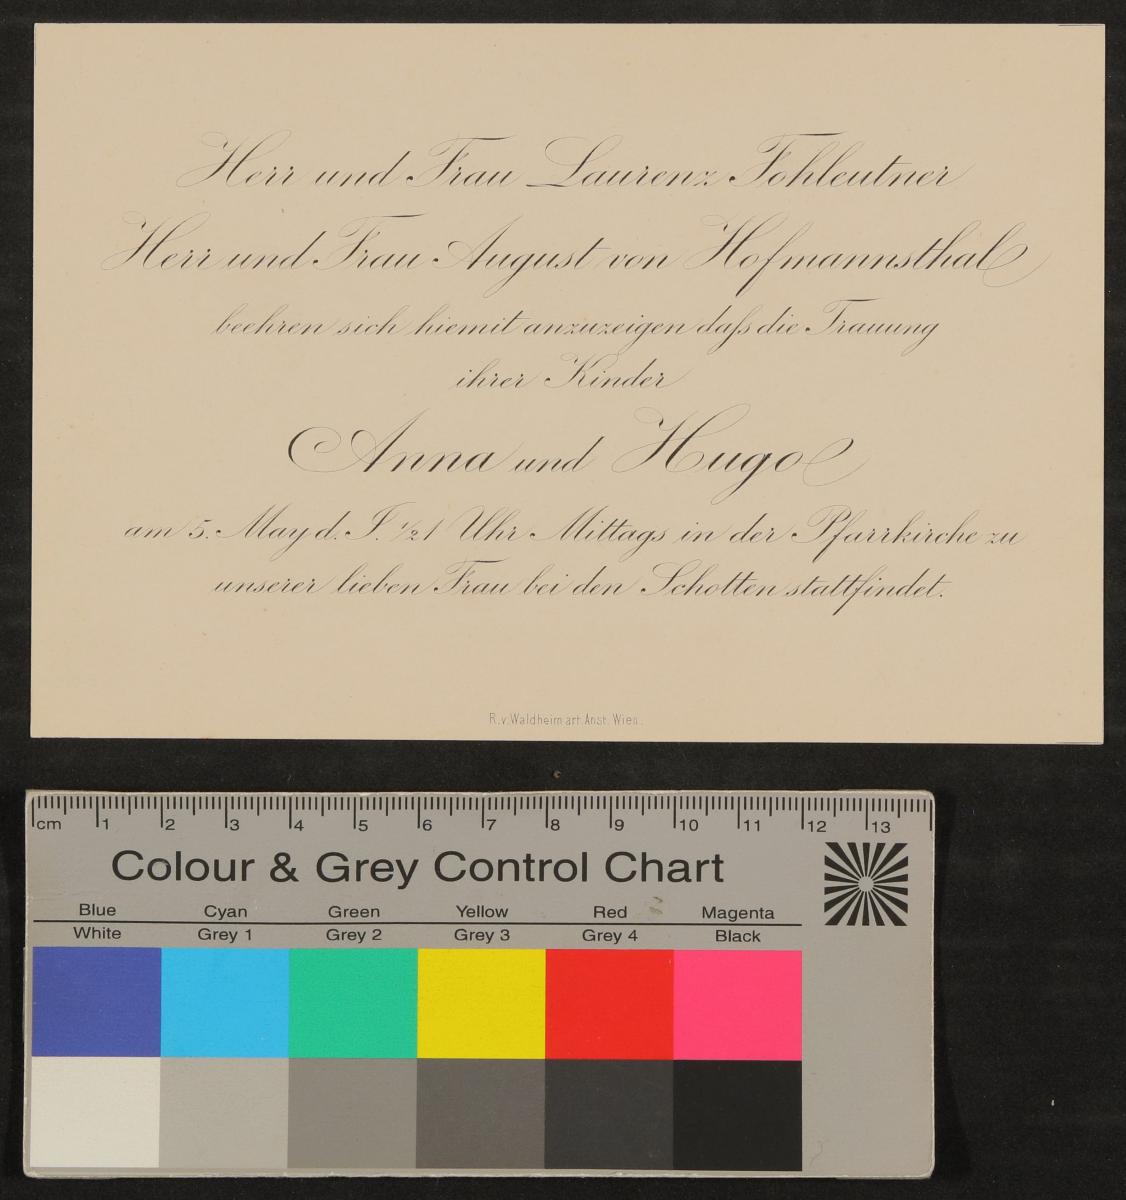 Herr und Frau Laurenz Fohleutner
Herr und Frau August von Hofmannsthal
beehren sich hiemit anzuzeigen daſs die Trauung
ihrer Kinder
Anna und Hugo
am 5. May d. J. ½1 Uhr Mittags in der Pfarrkirche zu
unserer lieben Frau bei den Schotten stattfindet.
R.v.Waldheim art. Anst. Wien.
cm 1 2 3 4 5 6 7 8 9 10 11 12 13
Colour & Grey Control Chart
Blue Cyan Green Yellow Red Magenta
White Grey 1 Grey 2 Grey 3 Grey 4 Black